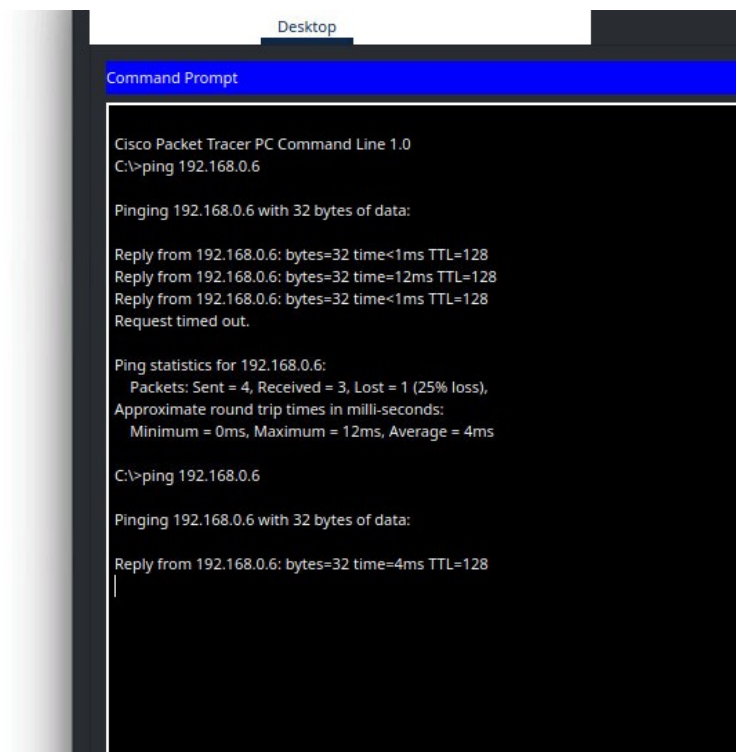 Desktop
Command Prompt
Cisco Packet Tracer PC Command Line 1.0
C:\>ping 192.168.0.6
Pinging 192.168.0.6 with 32 bytes of data:
Reply from 192.168.0.6: bytes=32 time<1ms TTL=128
Reply from 192.168.0.6: bytes=32 time=12ms TTL=128
Reply from 192.168.0.6: bytes=32 time<1ms TTL=128
Request timed out.
Ping statistics for 192.168.0.6:
Packets: Sent = 4, Received = 3, Lost = 1 (25% loss),
Approximate round trip times in milli-seconds:
Minimum = 0ms, Maximum = 12ms, Average = 4ms
C:\>ping 192.168.0.6
Pinging 192.168.0.6 with 32 bytes of data:
Reply from 192.168.0.6: bytes=32 time=4ms TTL=128